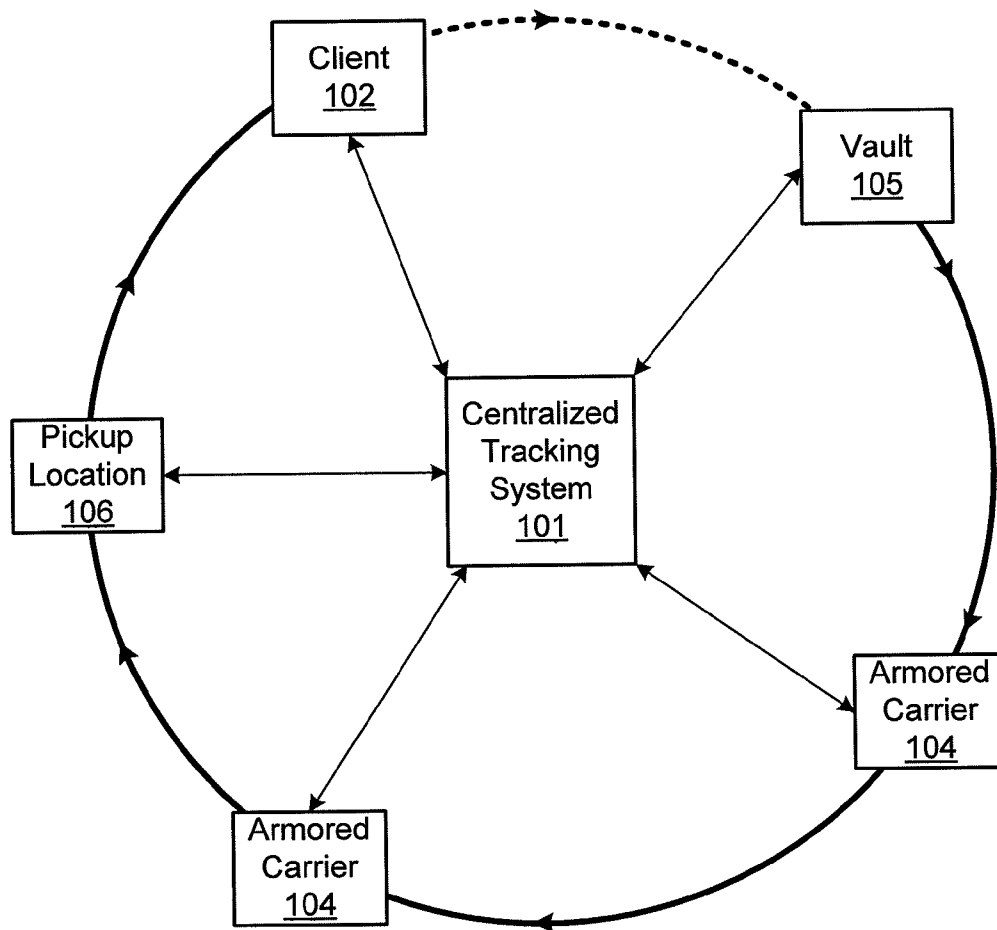 Client
102
Vault
105
Centralized
Tracking
System
101
Pickup
Location
106
Armored
Carrier
104
Armored
Carrier
104